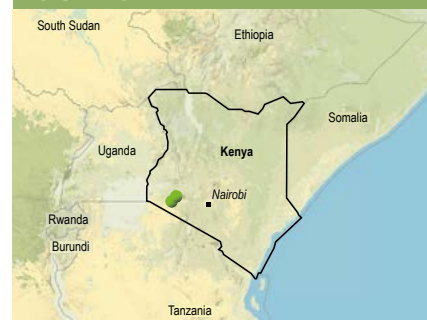 South Sudan
Ethiopia
Somalia
Uganda
Kenya
Nairobi
Rwanda
Burundi
Tanzania